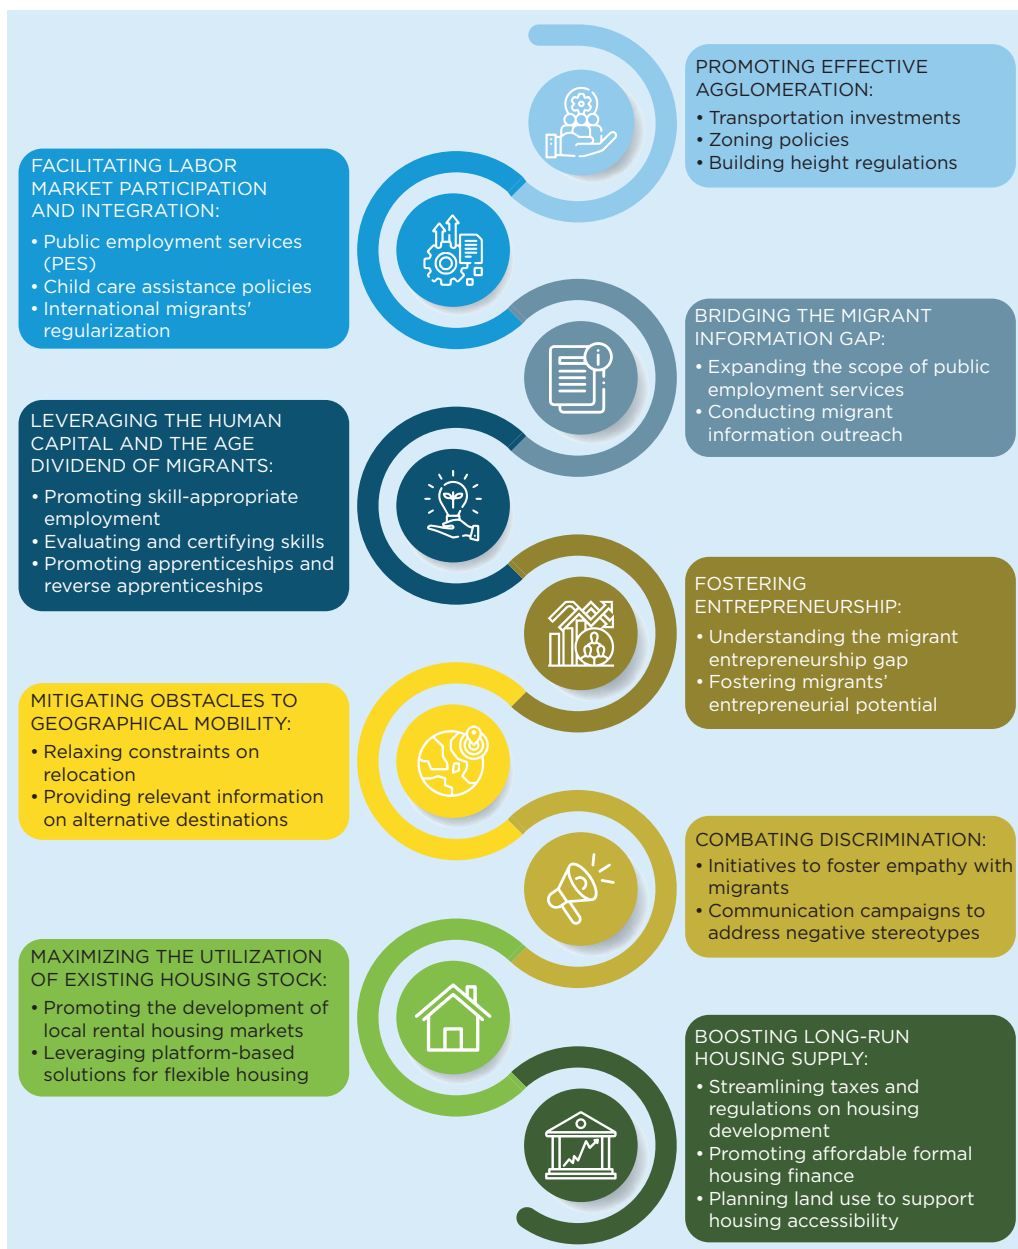 PROMOTING EFFECTIVE
AGGLOMERATION:
• Transportation investments
• Zoning policies
• Building height regulations
FACILITATING LABOR
MARKET PARTICIPATION
AND INTEGRATION:
• Public employment services
(PES)
• Child care assistance policies
• International migrants'
regularization
BRIDGING THE MIGRANT
INFORMATION GAP:
• Expanding the scope of public
employment services
• Conducting migrant
information outreach
LEVERAGING THE HUMAN
CAPITAL AND THE AGE
DIVIDEND OF MIGRANTS:
• Promoting skill-appropriate
employment
• Evaluating and certifying skills
• Promoting apprenticeships and
reverse apprenticeships
FOSTERING
ENTREPRENEURSHIP:
• Understanding the migrant
entrepreneurship gap
• Fostering migrants’
entrepreneurial potential
MITIGATING OBSTACLES TO
GEOGRAPHICAL MOBILITY:
• Relaxing constraints on
relocation
• Providing relevant information
on alternative destinations
COMBATING DISCRIMINATION:
• Initiatives to foster empathy with
migrants
• Communication campaigns to
address negative stereotypes
MAXIMIZING THE UTILIZATION
OF EXISTING HOUSING STOCK:
• Promoting the development of
local rental housing markets
• Leveraging platform-based
solutions for flexible housing
BOOSTING LONG-RUN
HOUSING SUPPLY:
• Streamlining taxes and
regulations on housing
development
• Promoting affordable formal
housing finance
• Planning land use to support
housing accessibility